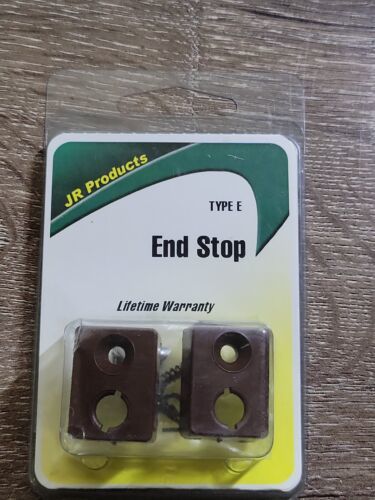 JR Products
TYPE E
End Stop
Lifetime Warranty